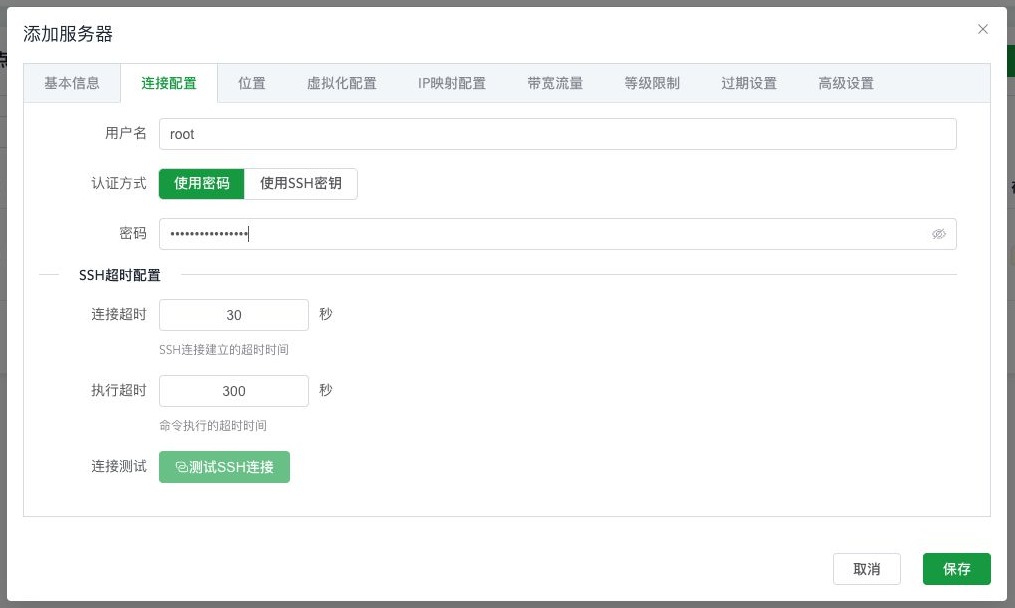 添加服务器
基本信息 连接配置 位置 虚拟化配置 IP映射配置 带宽流量 等级限制 过期设置 高级设置
用户名 root
认证方式 使用密码 使用SSH密钥
密码 ••••••••••••••••
SSH超时配置
连接超时 30 秒
SSH连接建立的超时时间
执行超时 300 秒
命令执行的超时时间
连接测试 测试SSH连接
取消 保存